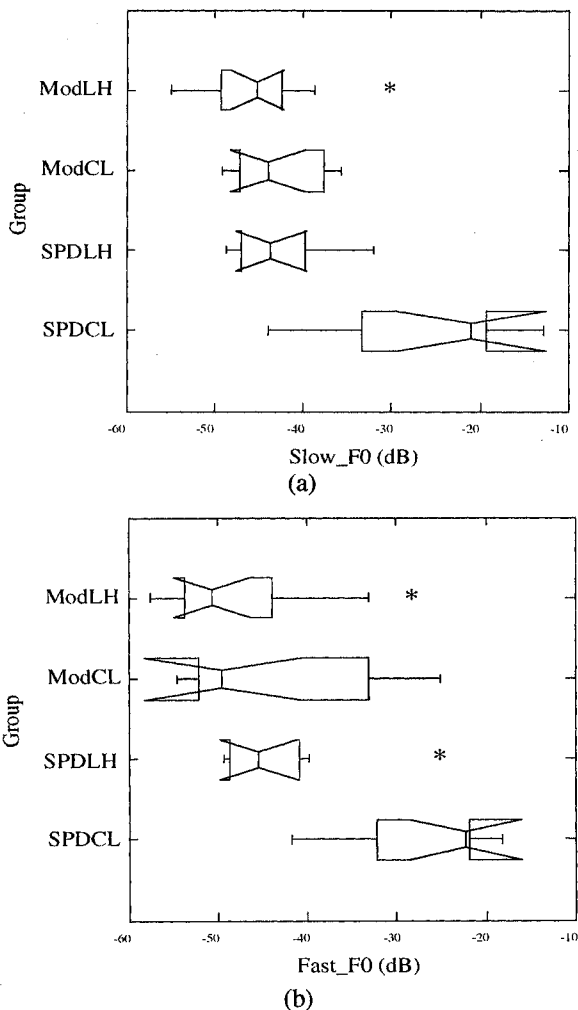 ModLH
*
ModCL
Group
SPDLH
SPDCL
-60 -50 -40 -30 -20 -10
Slow_F0 (dB)
(a)
ModLH
*
ModCL
Group
SPDLH
*
SPDCL
-60 -50 -40 -30 -20 -10
Fast_F0 (dB)
(b)